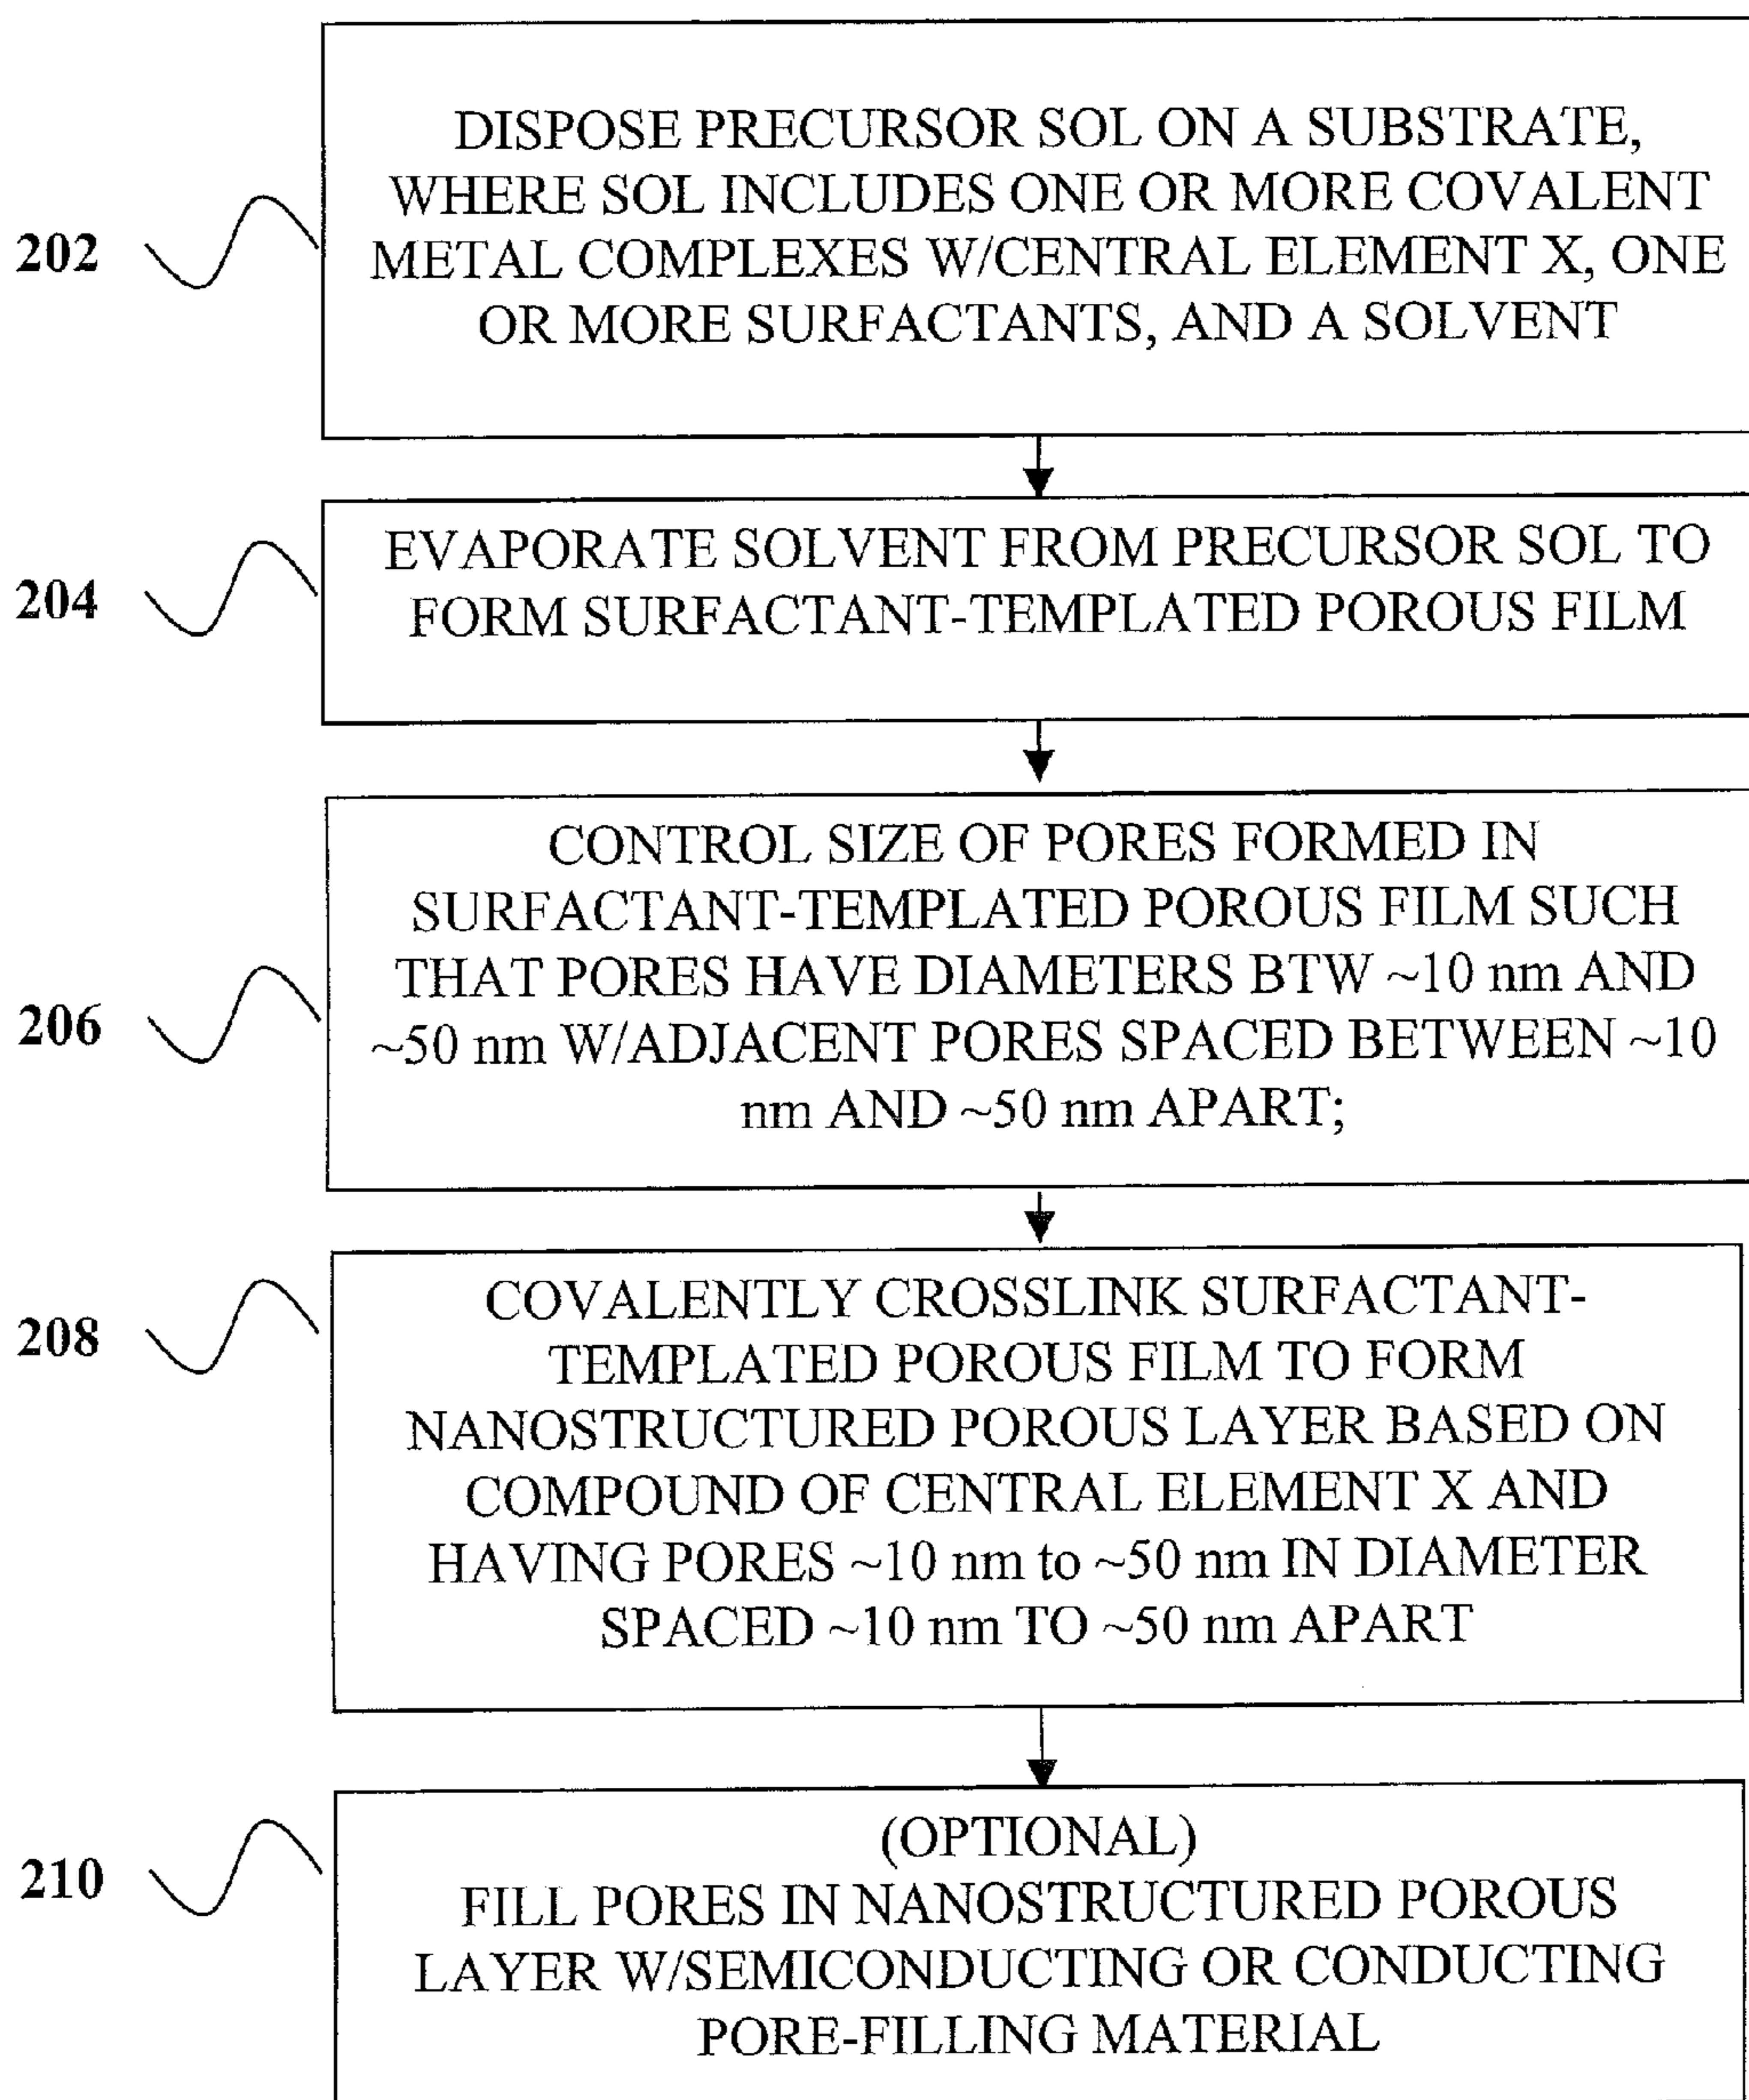 DISPOSE PRECURSOR SOL ON A SUBSTRATE,
WHERE SOL INCLUDES ONE OR MORE COVALENT
202
METAL COMPLEXES W/CENTRAL ELEMENT X, ONE
OR MORE SURFACTANTS, AND A SOLVENT
EVAPORATE SOLVENT FROM PRECURSOR SOL TO
204
FORM SURFACTANT-TEMPLATED POROUS FILM
CONTROL SIZE OF PORES FORMED IN
SURFACTANT-TEMPLATED POROUS FILM SUCH
THAT PORES HAVE DIAMETERS BTW ~10 nm AND
206
~50 nm W/ADJACENT PORES SPACED BETWEEN ~10
nm AND ~50 nm APART;
COVALENTLY CROSSLINK SURFACTANT-
208
TEMPLATED POROUS FILM TO FORM
NANOSTRUCTURED POROUS LAYER BASED ON
COMPOUND OF CENTRAL ELEMENT X AND
HAVING PORES ~10 nm to ~50 nm IN DIAMETER
SPACED ~10 nm TO ~50 nm APART
(OPTIONAL)
210
FILL PORES IN NANOSTRUCTURED POROUS
LAYER W/SEMICONDUCTING OR CONDUCTING
PORE-FILLING MATERIAL